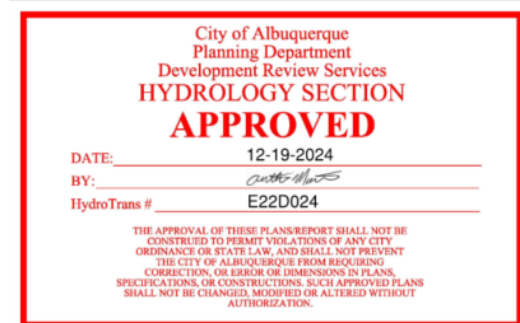 City of Albuquerque
Planning Department
Development Review Services
HYDROLOGY SECTION
APPROVED
DATE: 12-19-2024
BY:
HydroTrans # E22D024
THE APPROVAL OF THESE PLANS/REPORT SHALL NOT BE
CONSTRUED TO PERMIT VIOLATIONS OF ANY CITY
ORDINANCE OR STATE LAW, AND SHALL NOT PREVENT
THE CITY OF ALBUQUERQUE FROM REQUIRING
CORRECTION, OR ERROR OR DIMENSIONS IN PLANS,
SPECIFICATIONS, OR CONSTRUCTIONS. SUCH APPROVED PLANS
SHALL NOT BE CHANGED, MODIFIED OR ALTERED WITHOUT
AUTHORIZATION.